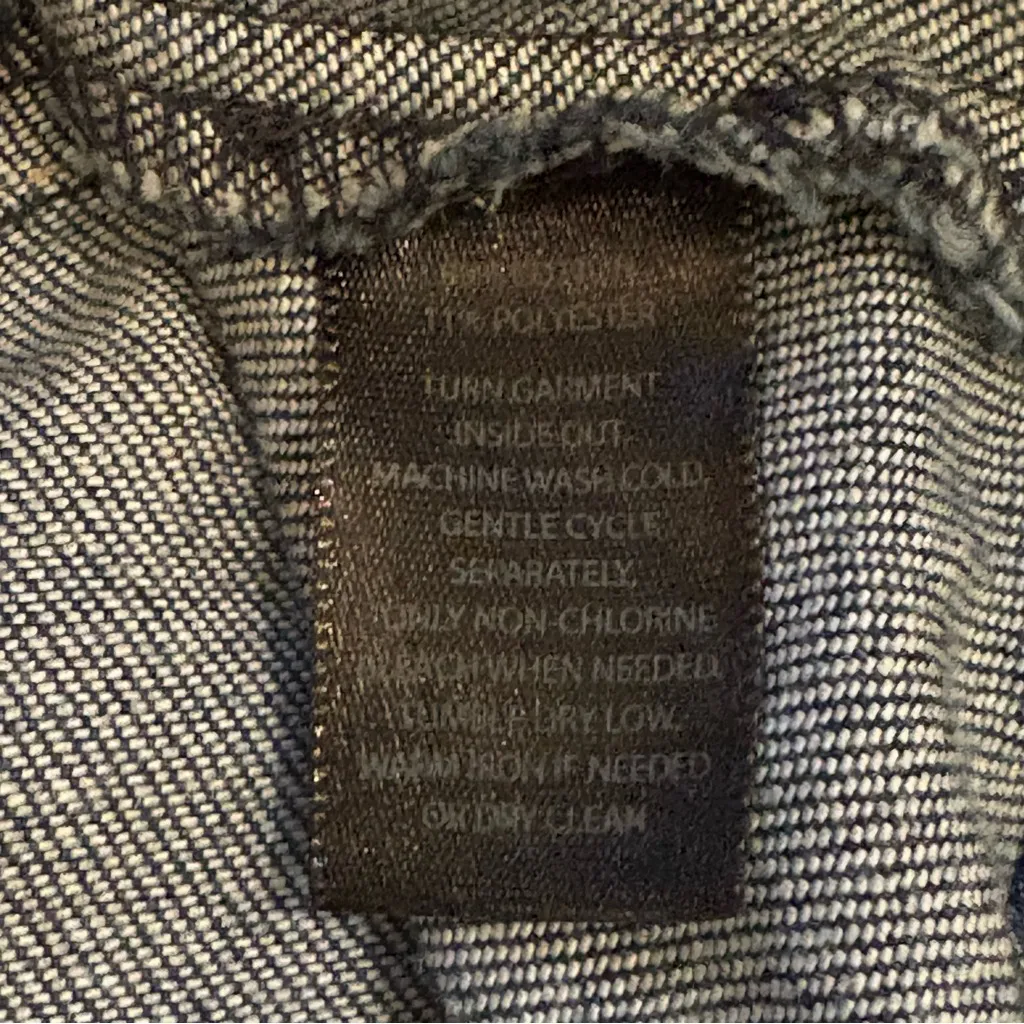 11% POLYESTER
TURN GARMENT
INSIDE OUT
MACHINE WASH COLD
GENTLE CYCLE
SEPARATELY
ONLY NON-CHLORINE
BLEACH WHEN NEEDED
TUMBLE DRY LOW
WARM IRON IF NEEDED
OR DRY CLEAN